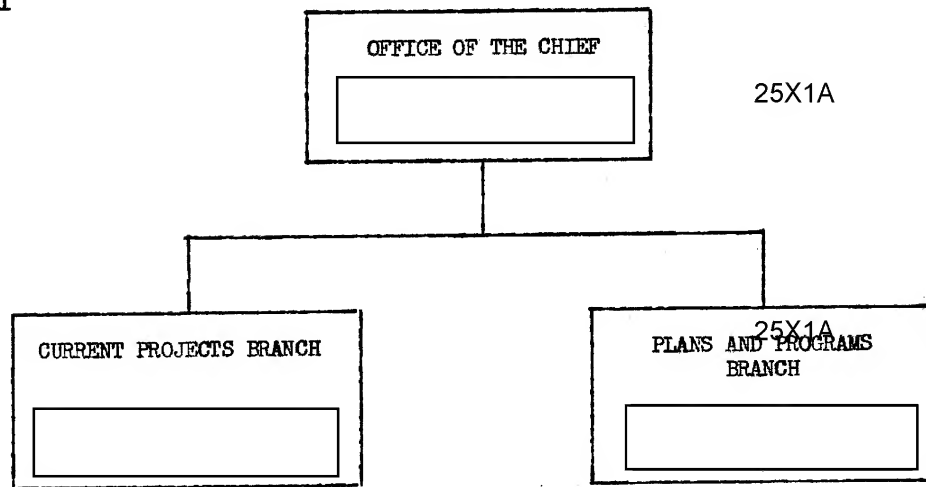 OFFICE OF THE CHIEF
25X1A
CURRENT PROJECTS BRANCH
25X1A
PLANS AND PROGRAMS
BRANCH